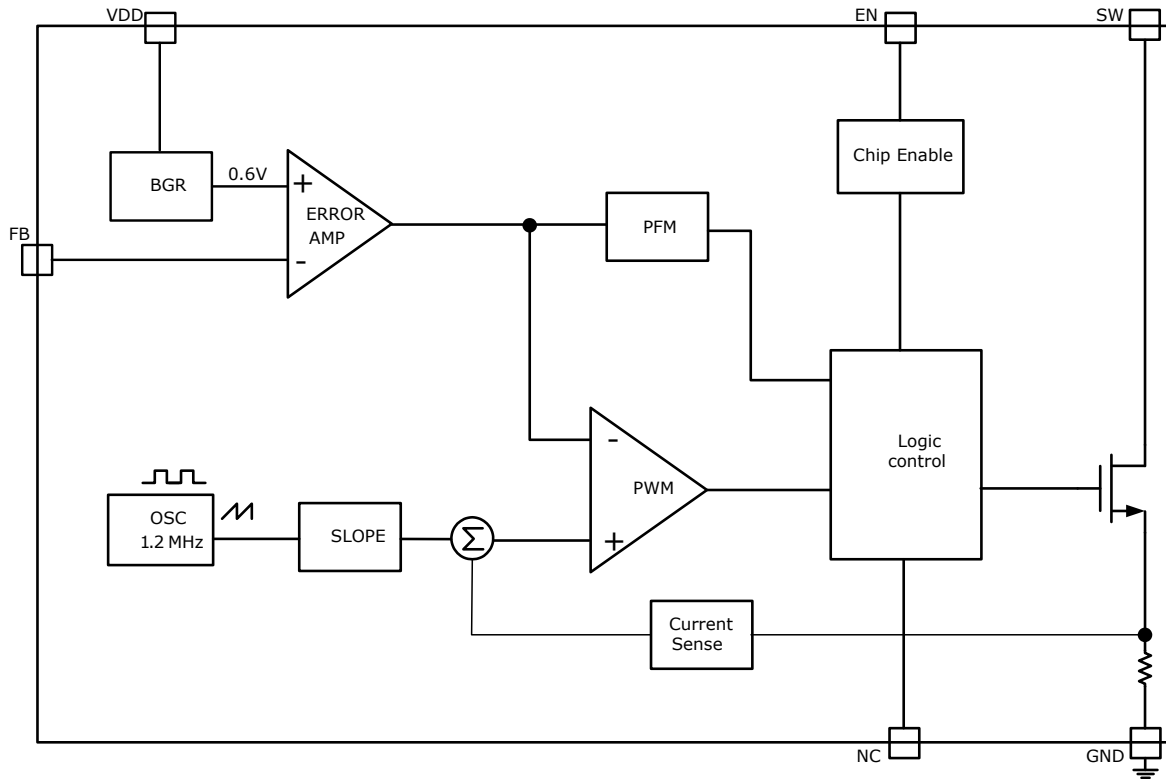 VDD
EN
SW
Chip Enable
BGR
0.6V
+
ERROR
AMP
-
FB
PFM
Logic
control
-
PWM
+
OSC
1.2 MHz
SLOPE
Σ
Current
Sense
NC
GND